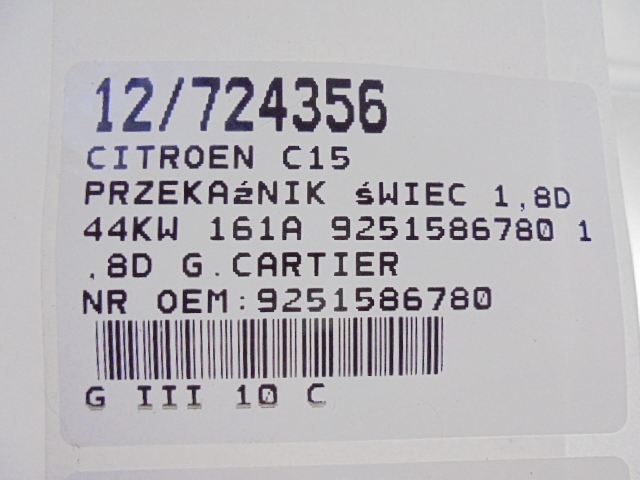 12/724356
CITROEN C15
PRZEKAźNIK śWIEC 1,8D
44KW 161A 9251586780 1
,8D G.CARTIER
NR OEM:9251586780
G III 10 C